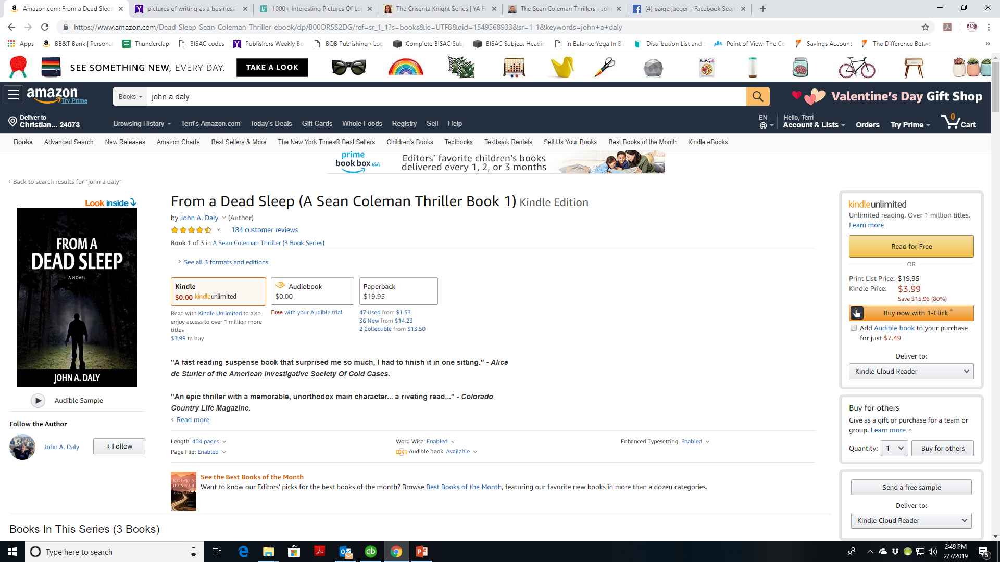 Amazon.com: From a Dead Sleep
pictures of writing as a business -
1000+ Interesting Pictures Of Lo
The Crisanta Knight Series | YA Fi
The Sean Coleman Thrillers - Joh
(4) paige jaeger - Facebook Sear
https://www.amazon.com/Dead-Sleep-Sean-Coleman-Thriller-ebook/dp/B00OR5S2DG/ref=sr_1_1?s=books&ie=UTF8&qid=1549568933&sr=1-1&keywords=john+a+daly
BQB
Apps
BB&T Bank | Personal
Thunderclap
BISAC codes
Publishers Weekly Bo
BQB Publishing › Log
Complete BISAC Subj
BISAC Subject Headin
in Balance Yoga In Bla
Distribution List and S
Point of View: The Co
Savings Account
The Difference Betwe
SEE SOMETHING NEW, EVERY DAY.
TAKE A LOOK
amazon
Try Prime
Books
john a daly
Valentine's Day Gift Shop
Deliver to
Christian... 24073
Browsing History
Terri's Amazon.com
Today's Deals
Gift Cards
Whole Foods
Registry
Sell
Help
EN
Hello, Terri
Account & Lists
Orders
Try Prime
0
Cart
Books
Advanced Search
New Releases
Amazon Charts
Best Sellers & More
The New York Times® Best Sellers
Children's Books
Textbooks
Textbook Rentals
Sell Us Your Books
Best Books of the Month
Kindle eBooks
prime
book box kids
Editors' favorite children's books
delivered every 1, 2, or 3 months
‹ Back to search results for "john a daly"
Look inside
FROM A
DEAD SLEEP
A NOVEL
JOHN A. DALY
Audible Sample
Follow the Author
John A. Daly
+ Follow
From a Dead Sleep (A Sean Coleman Thriller Book 1) Kindle Edition
by John A. Daly (Author)
184 customer reviews
Book 1 of 3 in A Sean Coleman Thriller (3 Book Series)
› See all 3 formats and editions
Kindle
$0.00 kindleunlimited
Read with Kindle Unlimited to also
enjoy access to over 1 million more
titles
$3.99 to buy
Audiobook
$0.00
Free with your Audible trial
Paperback
$19.95
47 Used from $1.53
36 New from $14.23
2 Collectible from $13.50
"A fast reading suspense book that surprised me so much, I had to finish it in one sitting." - Alice
de Sturler of the American Investigative Society Of Cold Cases.
"An epic thriller with a memorable, unorthodox main character... a riveting read..." - Colorado
Country Life Magazine.
‹ Read more
Length: 404 pages
Word Wise: Enabled
Enhanced Typesetting: Enabled
Page Flip: Enabled
Audible book: Available
KRISTIN
HANNAH
See the Best Books of the Month
Want to know our Editors' picks for the best books of the month? Browse Best Books of the Month, featuring our favorite new books in more than a dozen categories.
Books In This Series (3 Books)
kindleunlimited
Unlimited reading. Over 1 million titles.
Learn more
Read for Free
OR
Print List Price: $19.95
Kindle Price: $3.99
Save $15.96 (80%)
Buy now with 1-Click ®
Add Audible book to your purchase
for just $7.49
Deliver to:
Kindle Cloud Reader
Buy for others
Give as a gift or purchase for a team or
group. Learn more
Quantity: 1
Buy for others
Send a free sample
Deliver to:
Kindle Cloud Reader
Type here to search
2:49 PM
2/7/2019
5